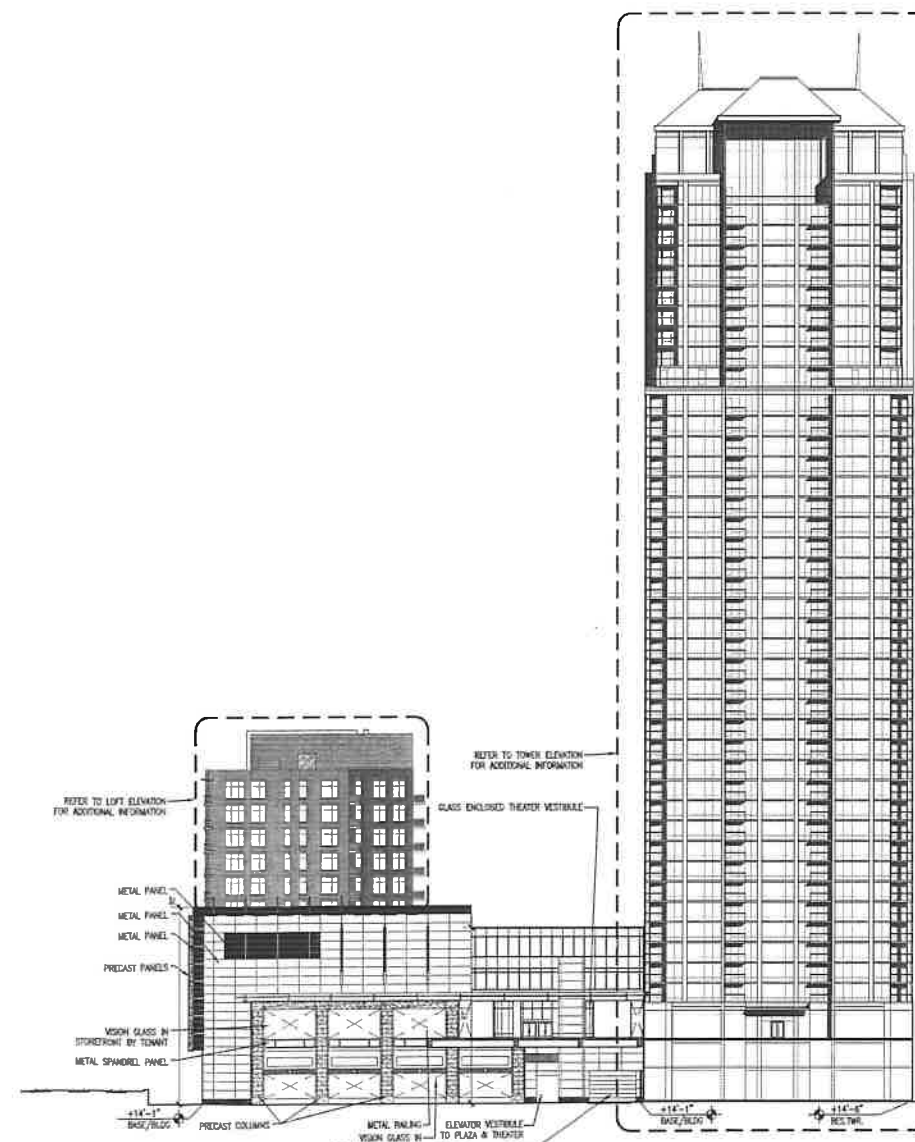 REFER TO TOWER ELEVATION
FOR ADDITIONAL INFORMATION
REFER TO LOFT ELEVATION
FOR ADDITIONAL INFORMATION
GLASS ENCLOSED THEATER VESTIBULE
METAL PANEL
METAL PANEL
METAL PANEL
PRECAST PANELS
VISION GLASS IN
STOREFRONT BY TENANT
METAL SPANDREL PANEL
+14'-1"
BASE/BLDG
PRECAST COLUMNS
METAL RAILING
VISION GLASS IN
ELEVATOR VESTIBULE
TO PLAZA & THEATER
+14'-1"
BASE/BLDG
+14'-6"
RES.TWR.